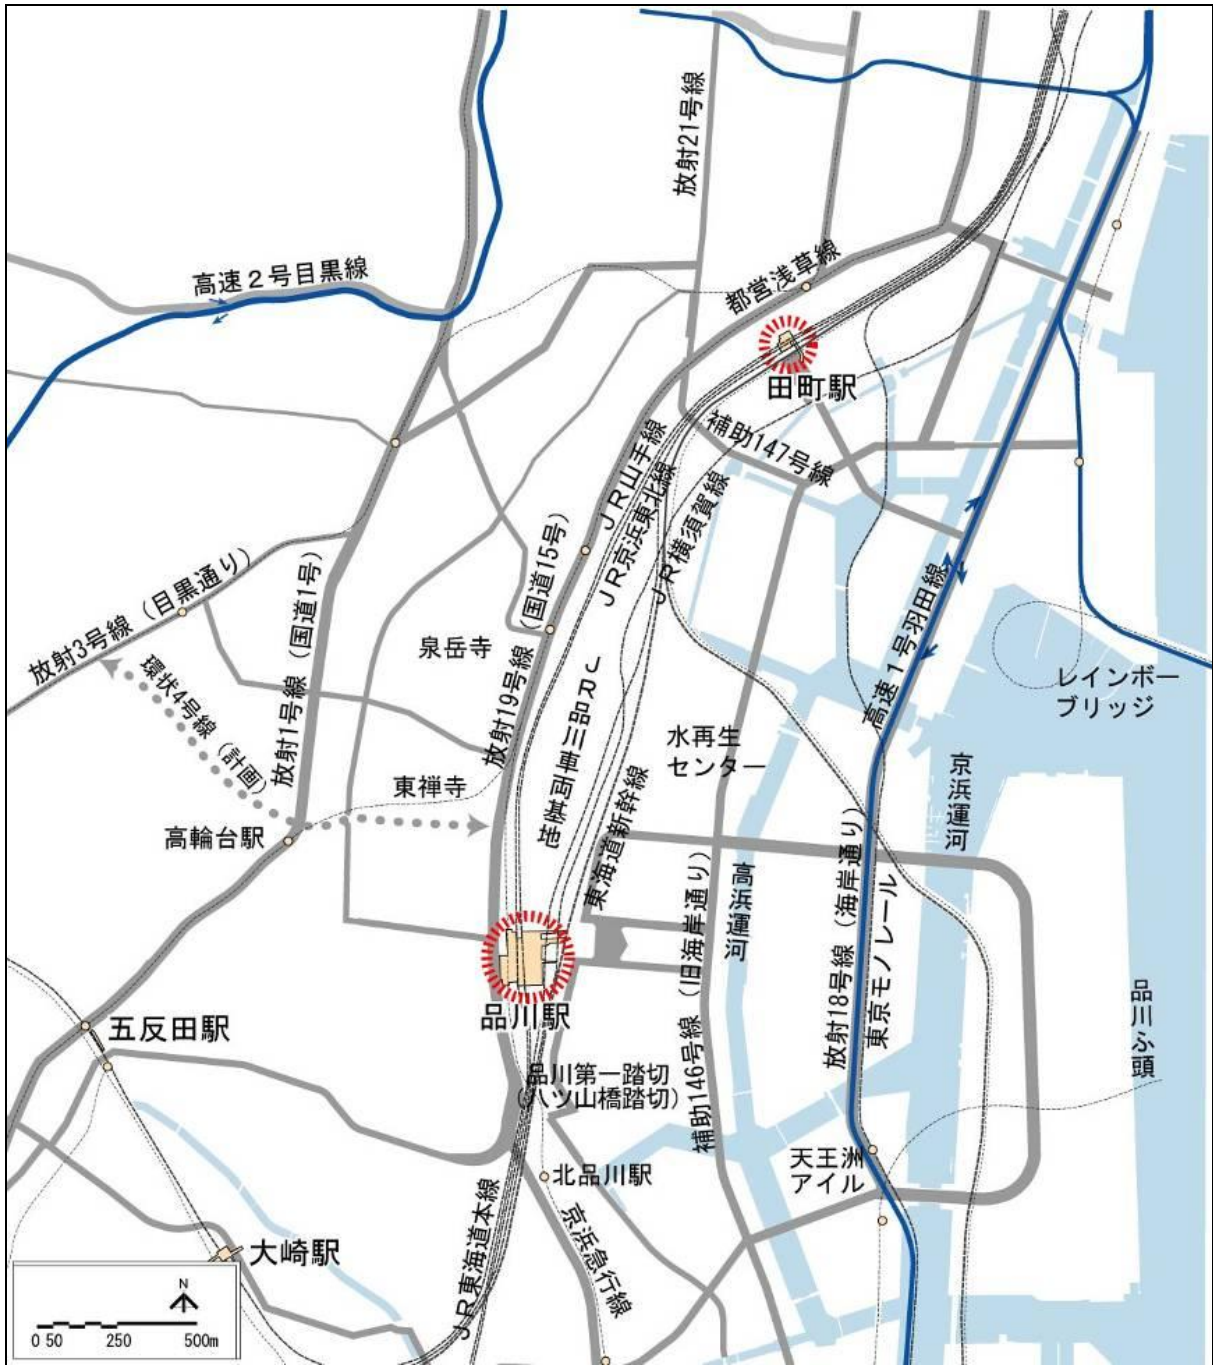 放射21号線
高速2号目黒線
都営浅草線
田町駅
補助147号線
JR山手線
JR京浜東北線
JR横須賀線
放射3号線(目黒通り)
環状4号線(計画)
放射1号線(国道1号)
泉岳寺
放射19号線(国道15号)
JR品川車両基地
高速1号羽田線
レインボー
ブリッジ
水再生
センター
京浜運河
東禅寺
高輪台駅
東海道新幹線
補助146号線(旧海岸通り)
高浜運河
放射18号線(海岸通り)
東京モノレール
品川ふ頭
品川駅
五反田駅
品川第一踏切
(八ツ山橋踏切)
北品川駅
天王洲
アイル
大崎駅
JR東海道本線
京浜急行線
N
0 50 250 500m